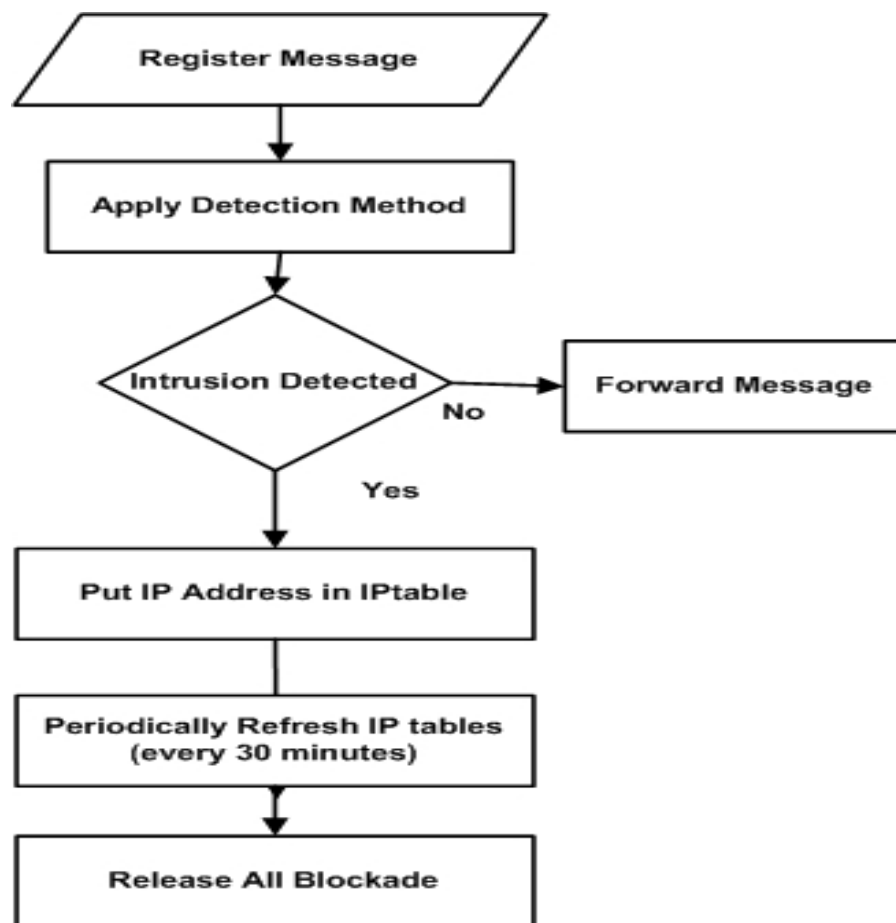 Register Message
Apply Detection Method
Intrusion Detected
No
Forward Message
Yes
Put IP Address in IPtable
Periodically Refresh IP tables
(every 30 minutes)
Release All Blockade